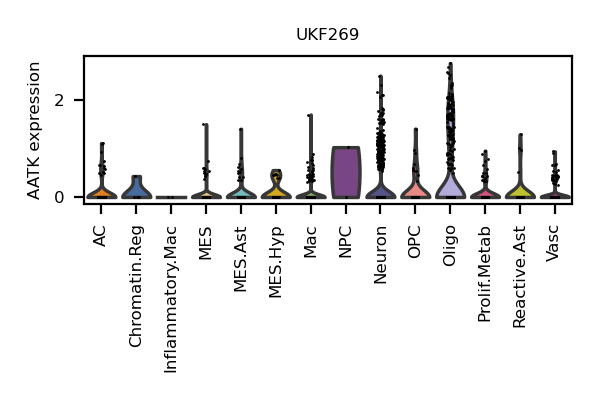 UKF269
AATK expression
2
0
AC
Chromatin.Reg
Inflammatory.Mac
MES
MES.Ast
MES.Hyp
Mac
NPC
Neuron
OPC
Oligo
Prolif.Metab
Reactive.Ast
Vasc